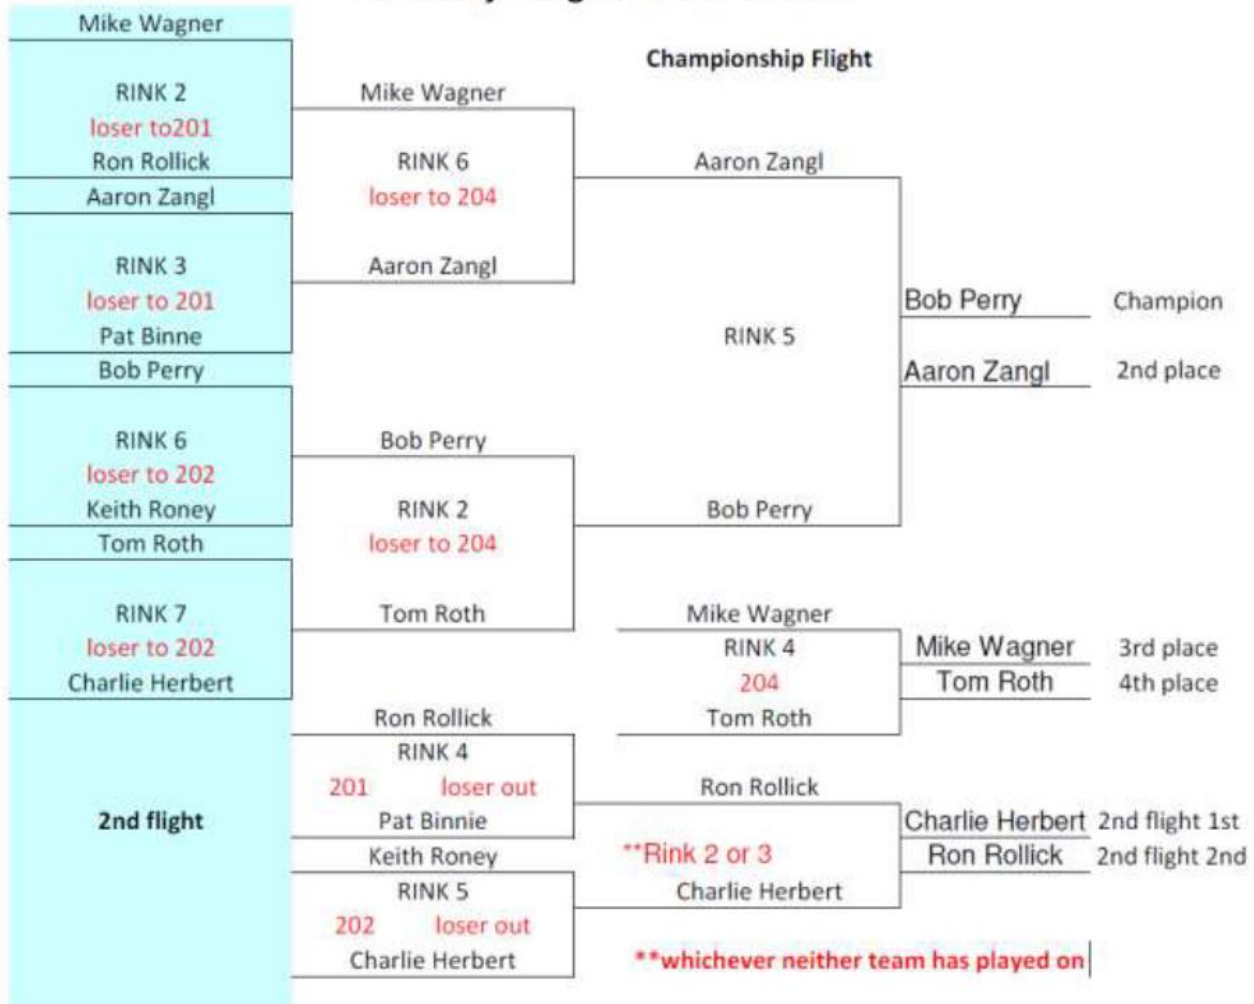 Mike Wagner
Championship Flight
RINK 2
Mike Wagner
loser to201
Ron Rollick
RINK 6
Aaron Zangl
Aaron Zangl
loser to 204
RINK 3
Aaron Zangl
loser to 201
Bob Perry
Champion
Pat Binne
RINK 5
Bob Perry
Aaron Zangl
2nd place
RINK 6
Bob Perry
loser to 202
Keith Roney
RINK 2
Bob Perry
Tom Roth
loser to 204
RINK 7
Tom Roth
Mike Wagner
loser to 202
RINK 4
Mike Wagner
3rd place
Charlie Herbert
204
Tom Roth
4th place
Ron Rollick
Tom Roth
RINK 4
201
loser out
Ron Rollick
2nd flight
Pat Binnie
Charlie Herbert
2nd flight 1st
Keith Roney
**Rink 2 or 3
Ron Rollick
2nd flight 2nd
RINK 5
Charlie Herbert
202
loser out
Charlie Herbert
**whichever neither team has played on